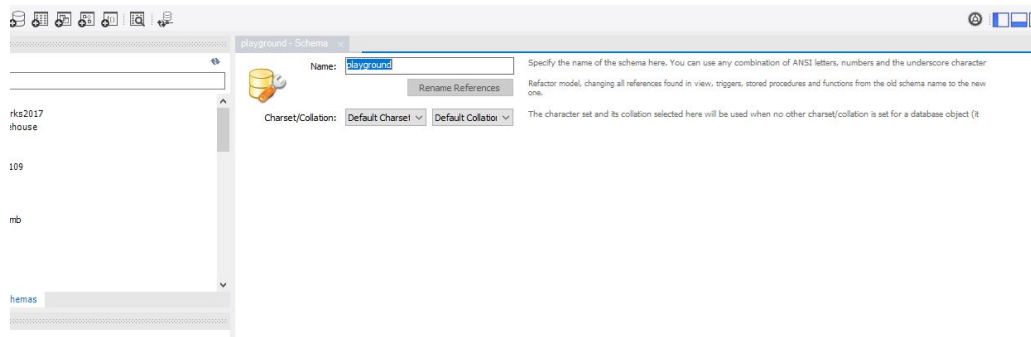 playground - Schema
Name: playground
Specify the name of the schema here. You can use any combination of ANSI letters, numbers and the underscore character
Rename References
Refactor model, changing all references found in view, triggers, stored procedures and functions from the old schema name to the new
one.
Charset/Collation: Default Charset Default Collation
The character set and its collation selected here will be used when no other charset/collation is set for a database object (it
rks2017
ehouse
109
mb
hemas